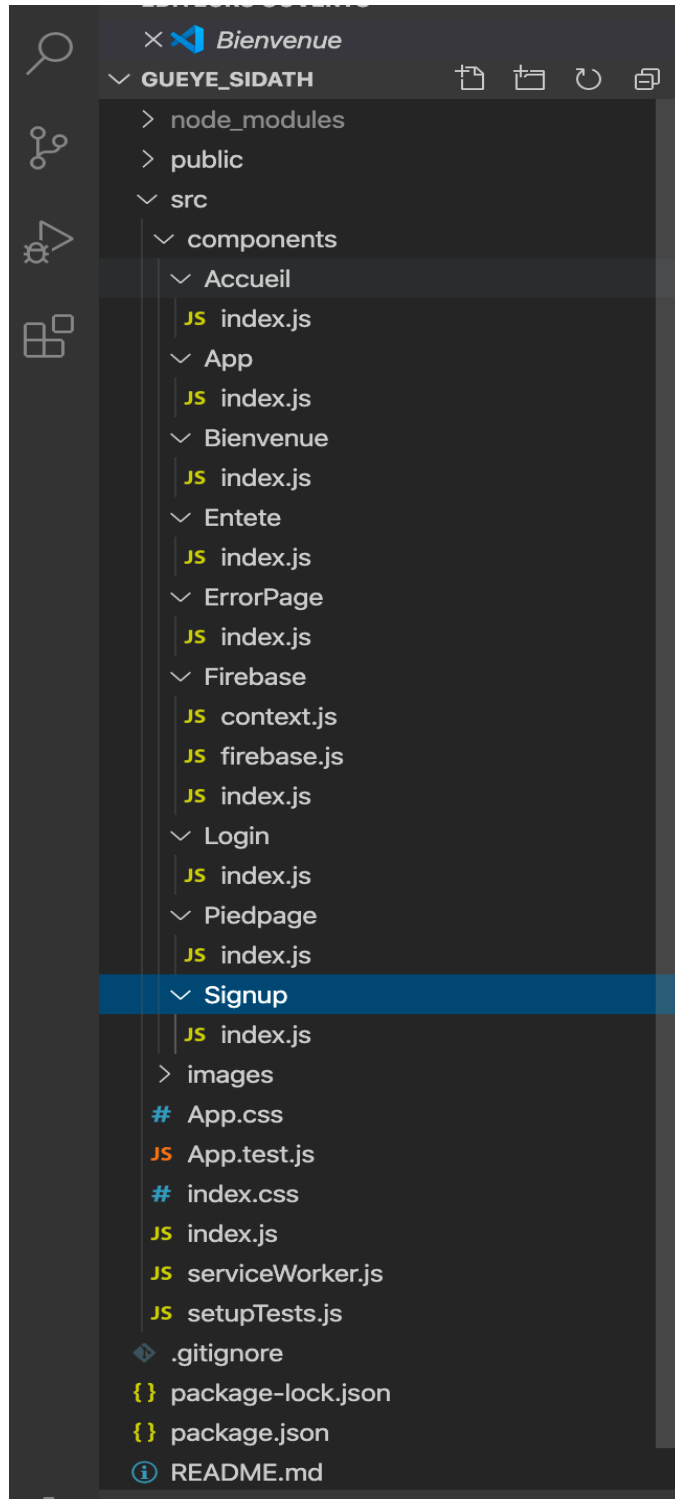 Bienvenue
GUEYE_SIDATH
node_modules
public
src
components
Accueil
JS index.js
App
JS index.js
Bienvenue
JS index.js
Entete
JS index.js
ErrorPage
JS index.js
Firebase
JS context.js
JS firebase.js
JS index.js
Login
JS index.js
Piedpage
JS index.js
Signup
JS index.js
images
# App.css
JS App.test.js
# index.css
JS index.js
JS serviceWorker.js
JS setupTests.js
.gitignore
{} package-lock.json
{} package.json
README.md